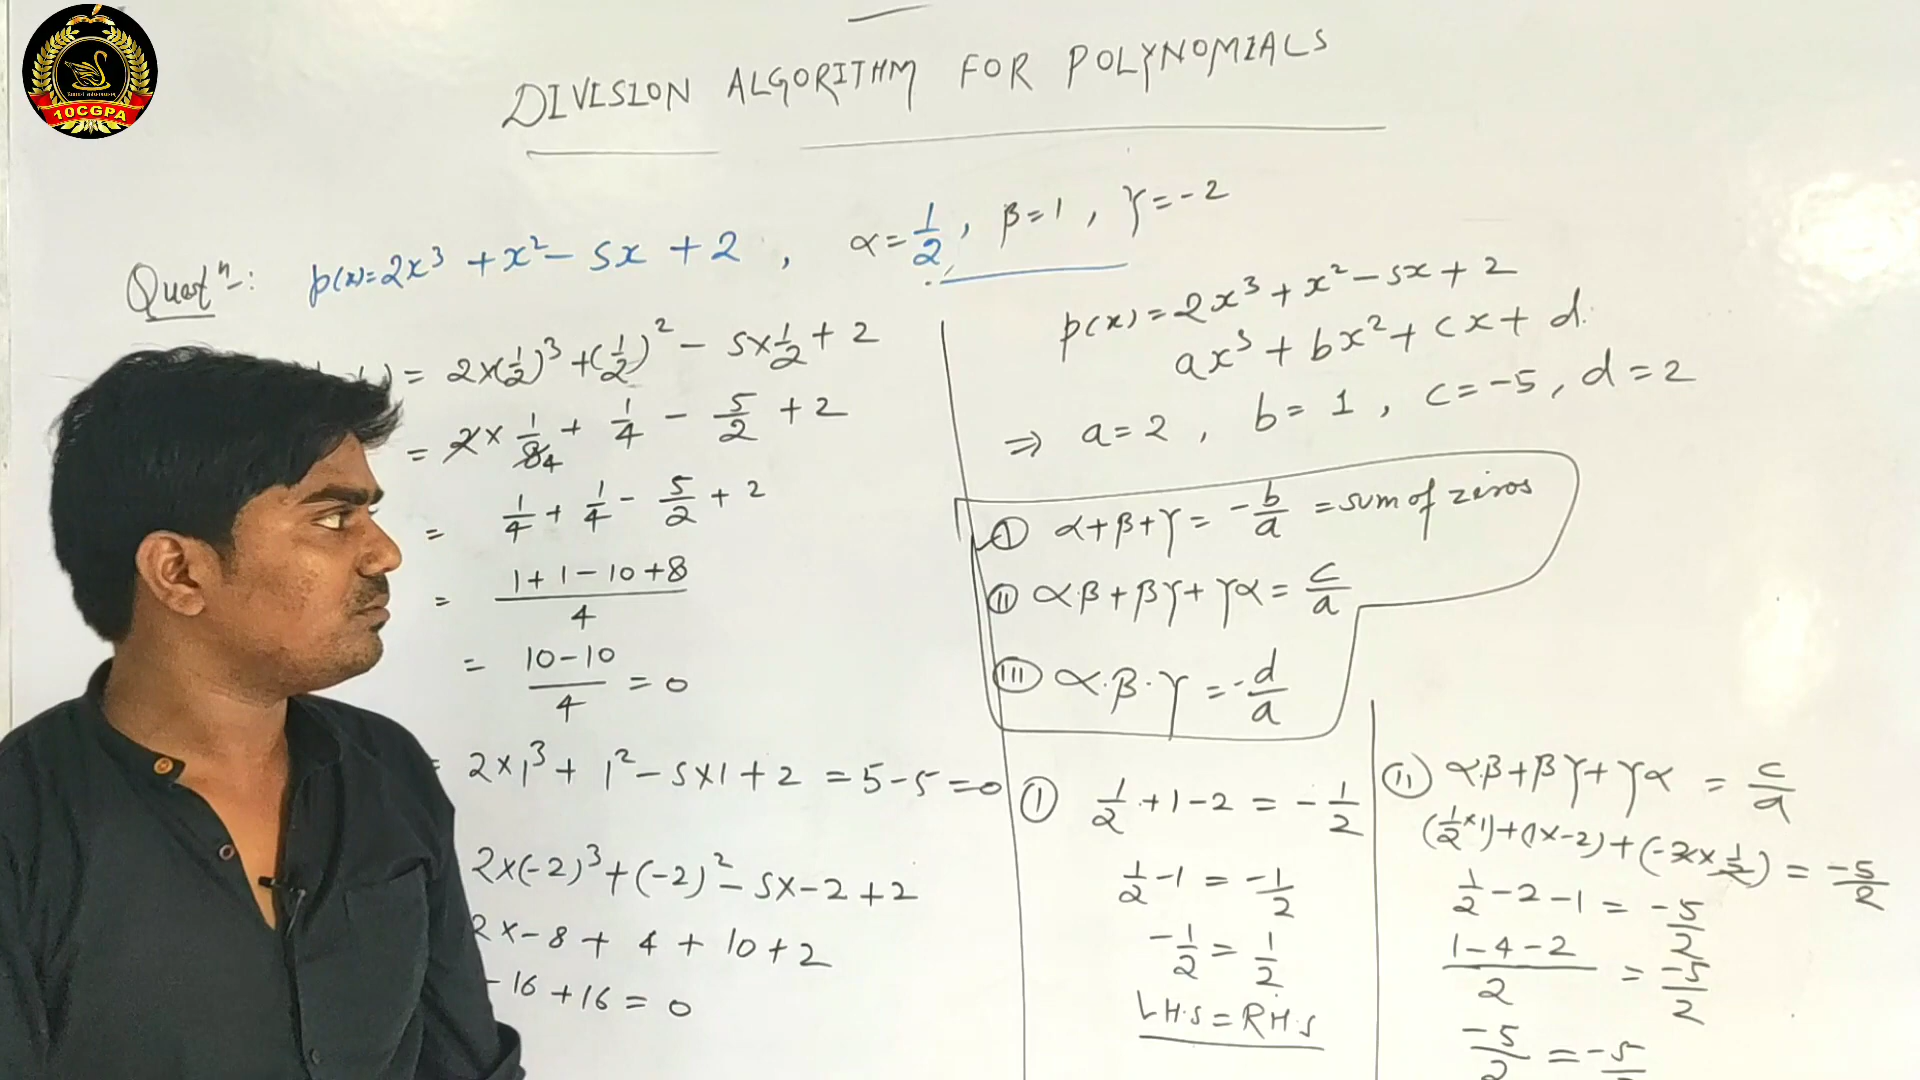 10CGPA
DIVISION ALGORITHM FOR POLYNOMIALS
Questⁿ-: p(x)=2x³ +x²- 5x +2 , α=1/2, β=1, γ=-2
= 2×(1/2)³+(1/2)² - 5×1/2+2
= 2× 1/8 4 + 1/4 - 5/2 +2
= 1/4 + 1/4 - 5/2 + 2
= (1+1-10+8)/4
= (10-10)/4 = 0
= 2×1³+ 1²-5×1+2 =5-5=0
2×(-2)³+(-2)²-5×-2+2
2×-8+ 4 + 10+2
-16+16 = 0
p(x)=2x³+x²-5x+2
ax³+bx²+cx+d.
⇒ a=2 , b= 1 , c=-5, d=2
I α+β+γ= -b/a =sum of zeros
II αβ+βγ+γα= c/a
III α.β.γ =-d/a
I 1/2+1-2 = -1/2
1/2-1 = -1/2
-1/2 = 1/2
L.H.S=R.H.S
II α.β+βγ+γα = c/a
(1/2×1)+(1×-2)+(-2×1/2) = -5/2
1/2-2-1 = -5/2
(1-4-2)/2 = -5/2
-5/2 =-5